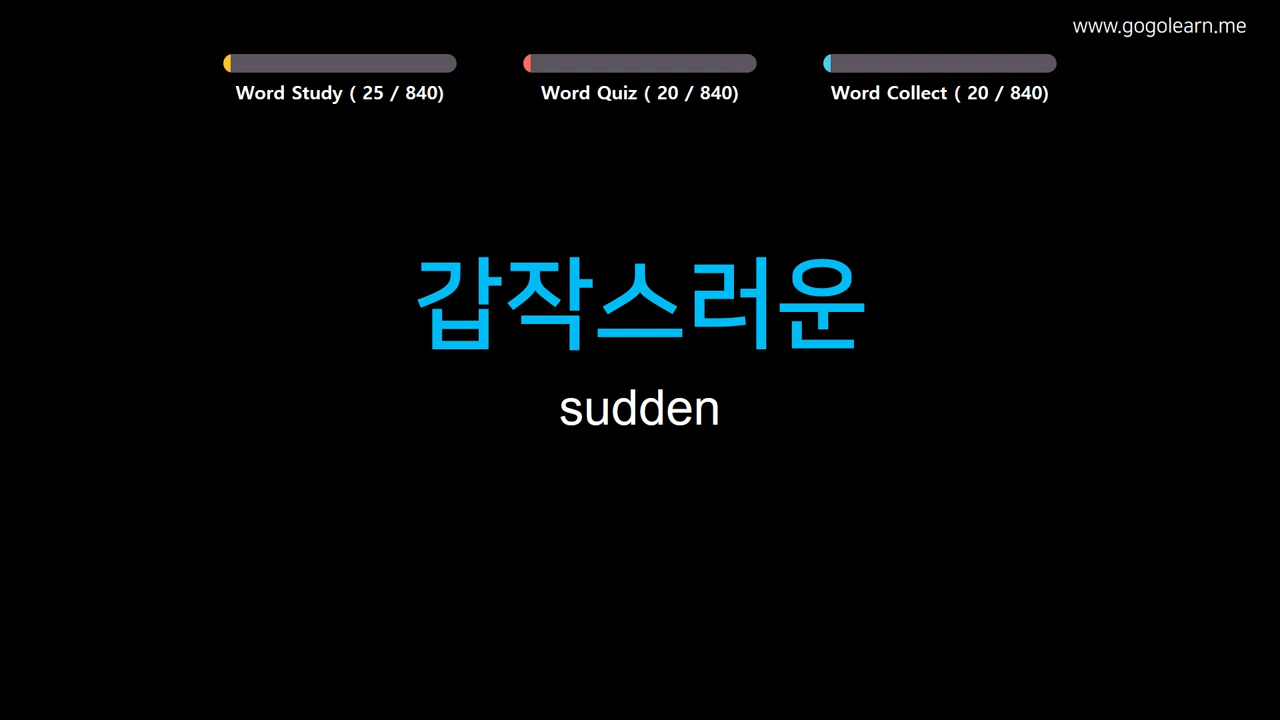 www.gogolearn.me
Word Study ( 25 / 840)
Word Quiz ( 20 / 840)
Word Collect ( 20 / 840)
갑작스러운
sudden